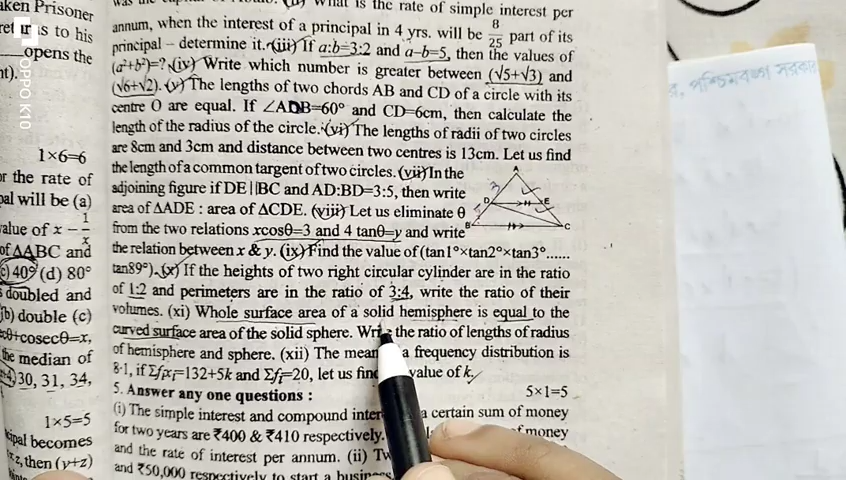 aken Prisoner
returns to his
opens the
nt).
1×6=6
or the rate of
pal will be (a)
value of x − 1/x
of ΔABC and
(c) 40° (d) 80°
s doubled and
(b) double (c)
cθ+cosecθ=x,
the median of
30, 31, 34,
1×5=5
cipal becomes
x z, then (y+z)
What is the rate of simple interest per
annum, when the interest of a principal in 4 yrs. will be 8/25 part of its
principal – determine it. (iii) If a:b=3:2 and a–b=5, then the values of
(a²+b²)=? (iv) Write which number is greater between (√5+√3) and
(√6+√2). (v) The lengths of two chords AB and CD of a circle with its
centre O are equal. If ∠AOB=60° and CD=6cm, then calculate the
length of the radius of the circle. (vi) The lengths of radii of two circles
are 8cm and 3cm and distance between two centres is 13cm. Let us find
the length of a common targent of two circles. (vii) In the
adjoining figure if DE||BC and AD:BD=3:5, then write
area of ΔADE : area of ΔCDE. (viii) Let us eliminate θ
from the two relations xcosθ=3 and 4 tanθ=y and write
the relation between x & y. (ix) Find the value of (tan1°×tan2°×tan3°......
tan89°). (x) If the heights of two right circular cylinder are in the ratio
of 1:2 and perimeters are in the ratio of 3:4, write the ratio of their
volumes. (xi) Whole surface area of a solid hemisphere is equal to the
curved surface area of the solid sphere. Write the ratio of lengths of radius
of hemisphere and sphere. (xii) The mean a frequency distribution is
8·1, if Σfᵢxᵢ=132+5k and Σfᵢ=20, let us find value of k.
5. Answer any one questions : 5×1=5
(i) The simple interest and compound inter a certain sum of money
for two years are ₹400 & ₹410 respectively. of money
and the rate of interest per annum. (ii) Tw
and ₹50,000 respectively to start a business
A
D
E
B
C
3
5
র, পশ্চিমবঙ্গ সরকার
OPPO K10